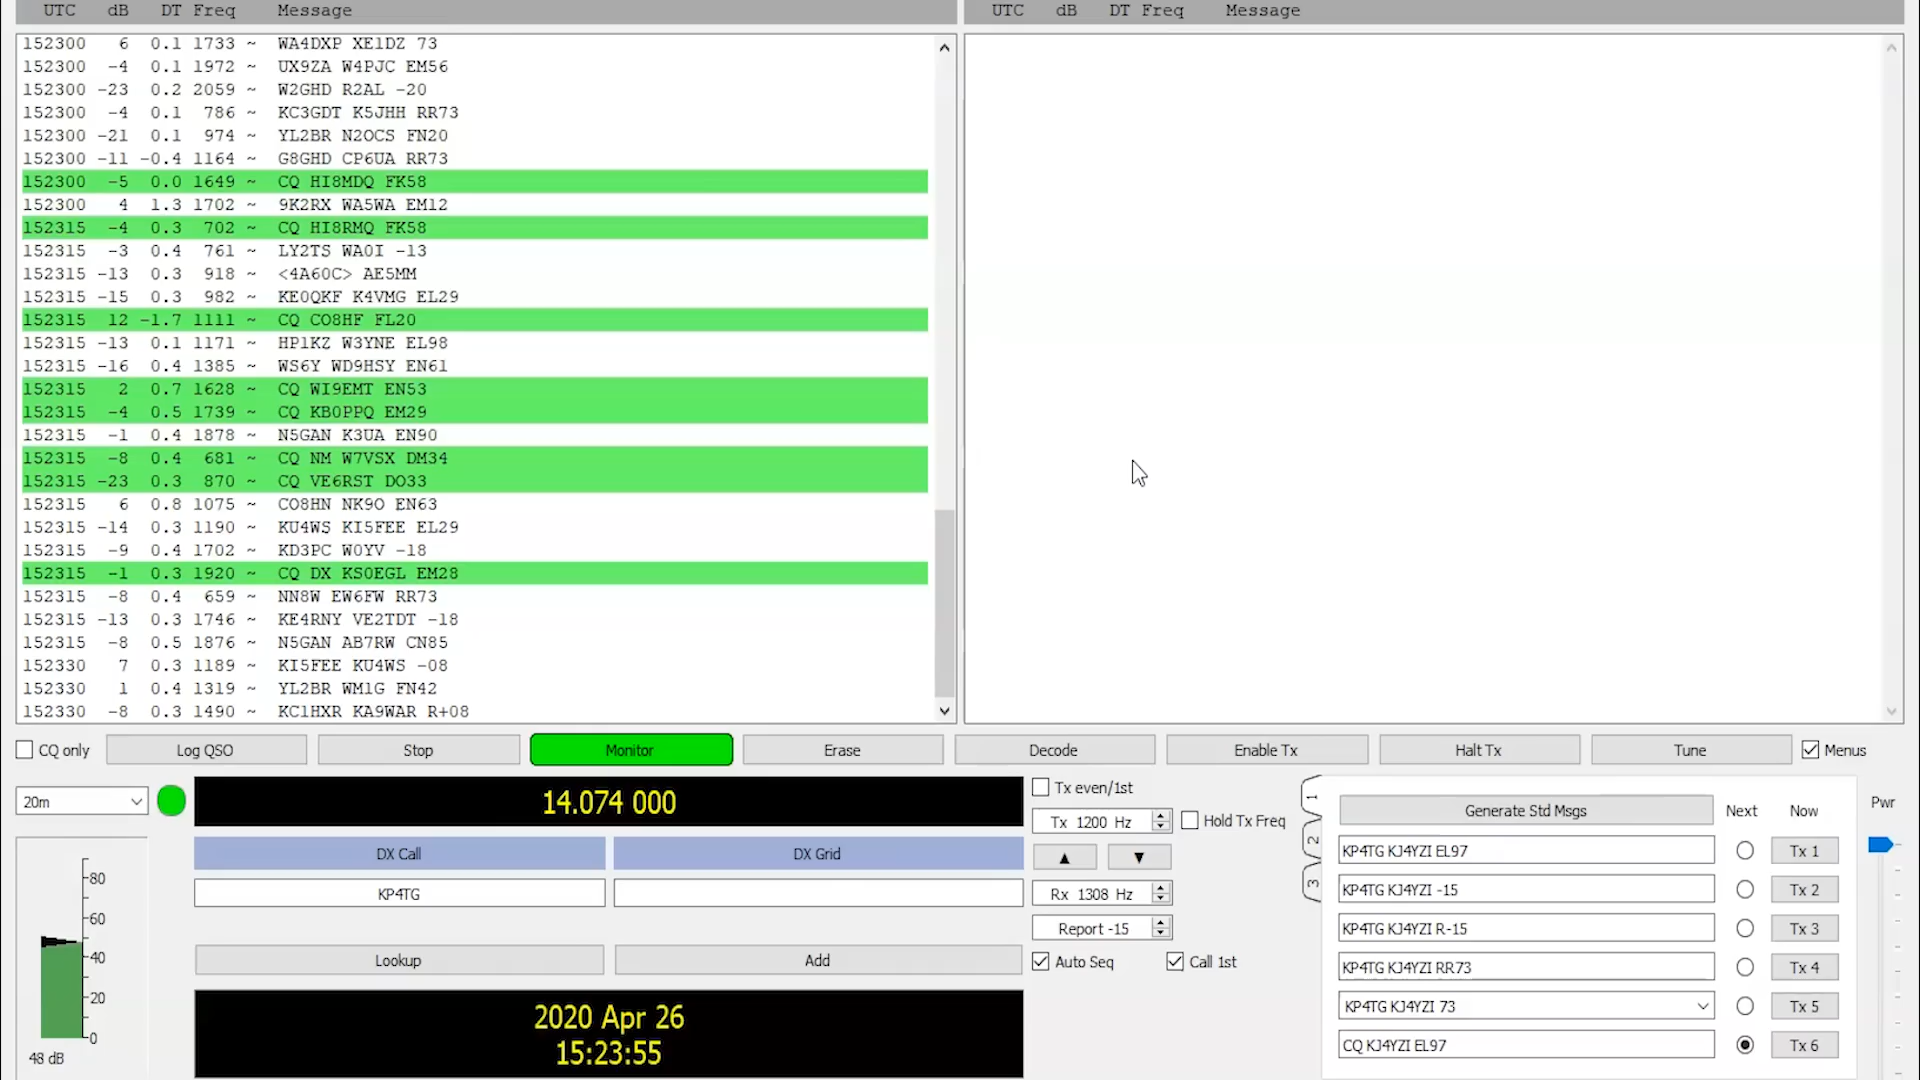 UTC dB DT Freq Message
152300 6 0.1 1733 ~ WA4DXP XE1DZ 73
152300 -4 0.1 1972 ~ UX9ZA W4PJC EM56
152300 -23 0.2 2059 ~ W2GHD R2AL -20
152300 -4 0.1 786 ~ KC3GDT K5JHH RR73
152300 -21 0.1 974 ~ YL2BR N2OCS FN20
152300 -11 -0.4 1164 ~ G8GHD CP6UA RR73
152300 -5 0.0 1649 ~ CQ HI8MDQ FK58
152300 4 1.3 1702 ~ 9K2RX WA5WA EM12
152315 -4 0.3 702 ~ CQ HI8RMQ FK58
152315 -3 0.4 761 ~ LY2TS WA0I -13
152315 -13 0.3 918 ~ <4A60C> AE5MM
152315 -15 0.3 982 ~ KE0QKF K4VMG EL29
152315 12 -1.7 1111 ~ CQ CO8HF FL20
152315 -13 0.1 1171 ~ HP1KZ W3YNE EL98
152315 -16 0.4 1385 ~ WS6Y WD9HSY EN61
152315 2 0.7 1628 ~ CQ WI9EMT EN53
152315 -4 0.5 1739 ~ CQ KB0PPQ EM29
152315 -1 0.4 1878 ~ N5GAN K3UA EN90
152315 -8 0.4 681 ~ CQ NM W7VSX DM34
152315 -23 0.3 870 ~ CQ VE6RST DO33
152315 6 0.8 1075 ~ CO8HN NK9O EN63
152315 -14 0.3 1190 ~ KU4WS KI5FEE EL29
152315 -9 0.4 1702 ~ KD3PC W0YV -18
152315 -1 0.3 1920 ~ CQ DX KS0EGL EM28
152315 -8 0.4 659 ~ NN8W EW6FW RR73
152315 -13 0.3 1746 ~ KE4RNY VE2TDT -18
152315 -8 0.5 1876 ~ N5GAN AB7RW CN85
152330 7 0.3 1189 ~ KI5FEE KU4WS -08
152330 1 0.4 1319 ~ YL2BR WM1G FN42
152330 -8 0.3 1490 ~ KC1HXR KA9WAR R+08
UTC dB DT Freq Message
CQ only Log QSO Stop Monitor Erase Decode Enable Tx Halt Tx Tune Menus
20m
14.074 000
DX Call DX Grid
KP4TG
Lookup Add
2020 Apr 26
15:23:55
80
60
40
20
0
48 dB
Tx even/1st
Tx 1200 Hz Hold Tx Freq
▲ ▼
Rx 1308 Hz
Report -15
Auto Seq Call 1st
1
2
3
Generate Std Msgs Next Now
KP4TG KJ4YZI EL97 Tx 1
KP4TG KJ4YZI -15 Tx 2
KP4TG KJ4YZI R-15 Tx 3
KP4TG KJ4YZI RR73 Tx 4
KP4TG KJ4YZI 73 Tx 5
CQ KJ4YZI EL97 Tx 6
Pwr